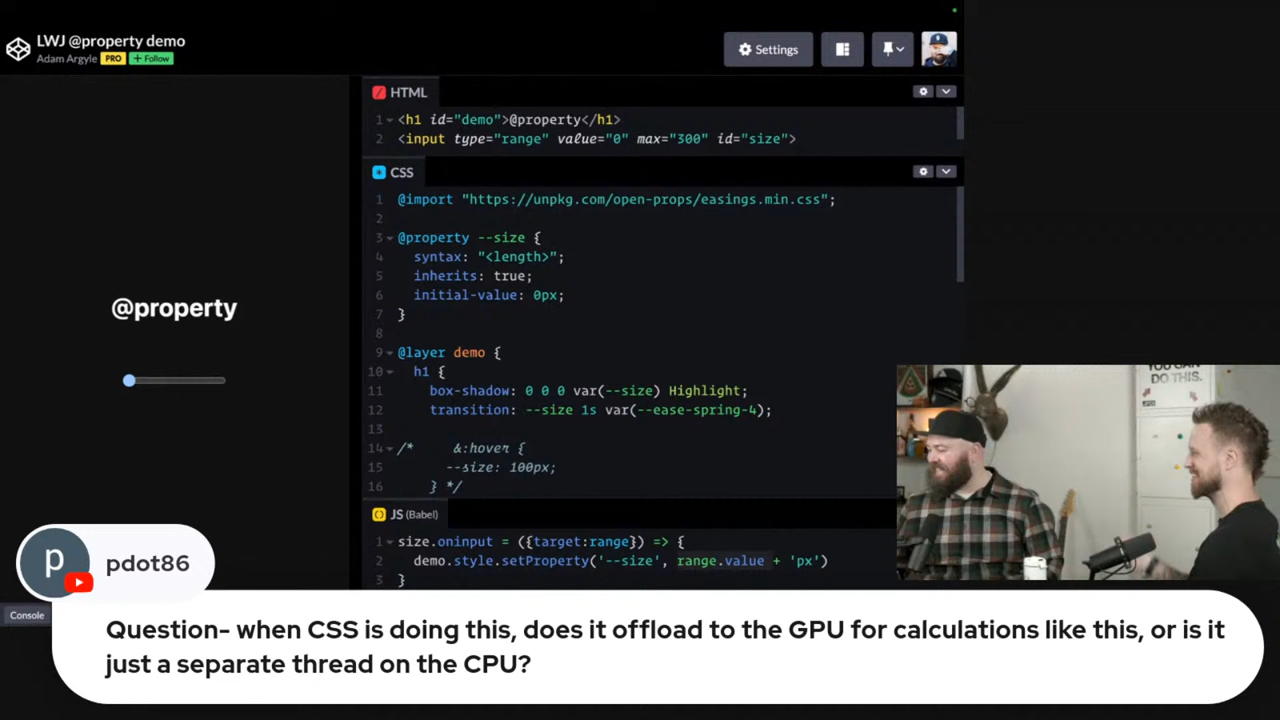 LWJ @property demo
Adam Argyle PRO + Follow
Settings
HTML
1 <h1 id="demo">@property</h1>
2 <input type="range" value="0" max="300" id="size">
CSS
1 @import "https://unpkg.com/open-props/easings.min.css";
2
3 @property --size {
4 syntax: "<length>";
5 inherits: true;
6 initial-value: 0px;
7 }
8
9 @layer demo {
10 h1 {
11 box-shadow: 0 0 0 var(--size) Highlight;
12 transition: --size 1s var(--ease-spring-4);
13
14 /* &:hover {
15 --size: 100px;
16 } */
JS (Babel)
1 size.oninput = ({target:range}) => {
2 demo.style.setProperty('--size', range.value + 'px')
3 }
@property
YOU CAN
DO THIS.
Console
p
pdot86
Question- when CSS is doing this, does it offload to the GPU for calculations like this, or is it
just a separate thread on the CPU?